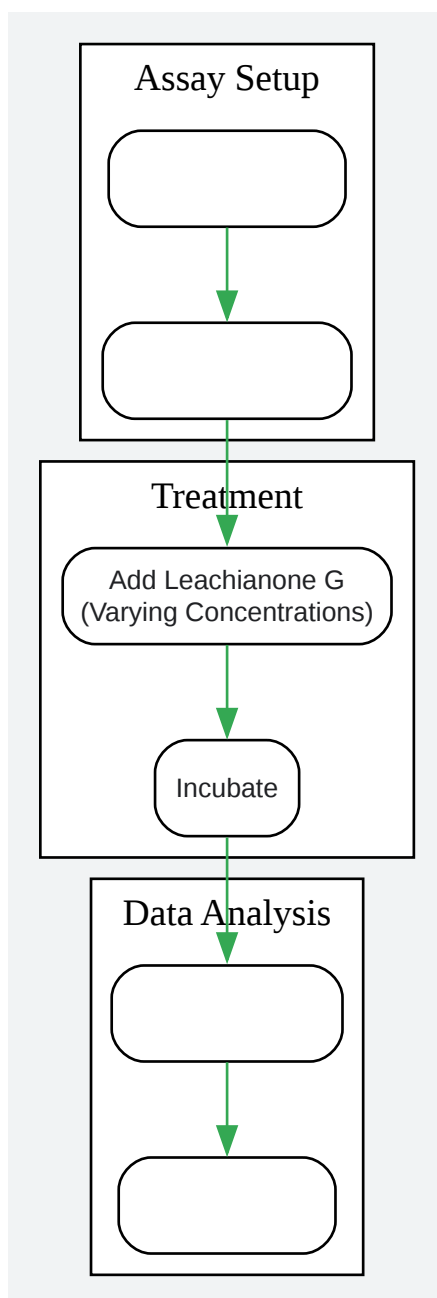 Assay Setup
Treatment
Add Leachianone G
(Varying Concentrations)
Incubate
Data Analysis